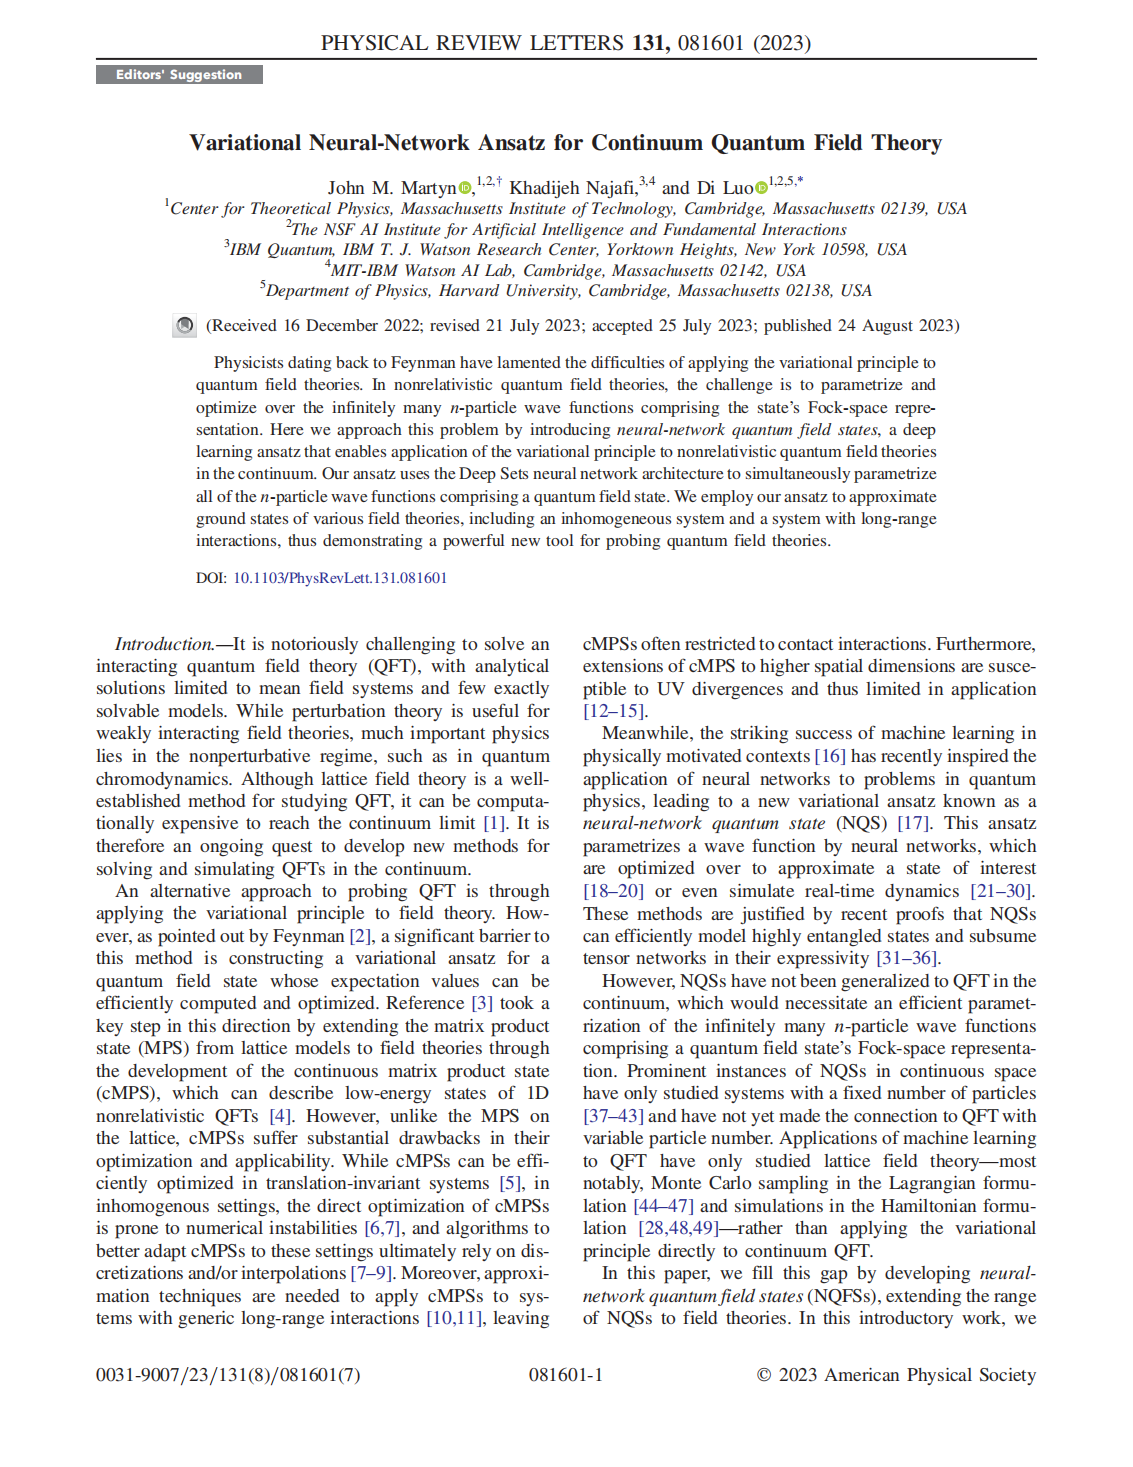 PHYSICAL REVIEW LETTERS 131, 081601 (2023)
Editors' Suggestion
Variational Neural-Network Ansatz for Continuum Quantum Field Theory
John M. Martyn,1,2,† Khadijeh Najafi,3,4 and Di Luo1,2,5,*
1Center for Theoretical Physics, Massachusetts Institute of Technology, Cambridge, Massachusetts 02139, USA
2The NSF AI Institute for Artificial Intelligence and Fundamental Interactions
3IBM Quantum, IBM T. J. Watson Research Center, Yorktown Heights, New York 10598, USA
4MIT-IBM Watson AI Lab, Cambridge, Massachusetts 02142, USA
5Department of Physics, Harvard University, Cambridge, Massachusetts 02138, USA
(Received 16 December 2022; revised 21 July 2023; accepted 25 July 2023; published 24 August 2023)
Physicists dating back to Feynman have lamented the difficulties of applying the variational principle to
quantum field theories. In nonrelativistic quantum field theories, the challenge is to parametrize and
optimize over the infinitely many n-particle wave functions comprising the state's Fock-space repre-
sentation. Here we approach this problem by introducing neural-network quantum field states, a deep
learning ansatz that enables application of the variational principle to nonrelativistic quantum field theories
in the continuum. Our ansatz uses the Deep Sets neural network architecture to simultaneously parametrize
all of the n-particle wave functions comprising a quantum field state. We employ our ansatz to approximate
ground states of various field theories, including an inhomogeneous system and a system with long-range
interactions, thus demonstrating a powerful new tool for probing quantum field theories.
DOI: 10.1103/PhysRevLett.131.081601
Introduction.—It is notoriously challenging to solve an
interacting quantum field theory (QFT), with analytical
solutions limited to mean field systems and few exactly
solvable models. While perturbation theory is useful for
weakly interacting field theories, much important physics
lies in the nonperturbative regime, such as in quantum
chromodynamics. Although lattice field theory is a well-
established method for studying QFT, it can be computa-
tionally expensive to reach the continuum limit [1]. It is
therefore an ongoing quest to develop new methods for
solving and simulating QFTs in the continuum.
An alternative approach to probing QFT is through
applying the variational principle to field theory. How-
ever, as pointed out by Feynman [2], a significant barrier to
this method is constructing a variational ansatz for a
quantum field state whose expectation values can be
efficiently computed and optimized. Reference [3] took a
key step in this direction by extending the matrix product
state (MPS) from lattice models to field theories through
the development of the continuous matrix product state
(cMPS), which can describe low-energy states of 1D
nonrelativistic QFTs [4]. However, unlike the MPS on
the lattice, cMPSs suffer substantial drawbacks in their
optimization and applicability. While cMPSs can be effi-
ciently optimized in translation-invariant systems [5], in
inhomogenous settings, the direct optimization of cMPSs
is prone to numerical instabilities [6,7], and algorithms to
better adapt cMPSs to these settings ultimately rely on dis-
cretizations and/or interpolations [7–9]. Moreover, approxi-
mation techniques are needed to apply cMPSs to sys-
tems with generic long-range interactions [10,11], leaving
cMPSs often restricted to contact interactions. Furthermore,
extensions of cMPS to higher spatial dimensions are susce-
ptible to UV divergences and thus limited in application
[12–15].
Meanwhile, the striking success of machine learning in
physically motivated contexts [16] has recently inspired the
application of neural networks to problems in quantum
physics, leading to a new variational ansatz known as a
neural-network quantum state (NQS) [17]. This ansatz
parametrizes a wave function by neural networks, which
are optimized over to approximate a state of interest
[18–20] or even simulate real-time dynamics [21–30].
These methods are justified by recent proofs that NQSs
can efficiently model highly entangled states and subsume
tensor networks in their expressivity [31–36].
However, NQSs have not been generalized to QFT in the
continuum, which would necessitate an efficient paramet-
rization of the infinitely many n-particle wave functions
comprising a quantum field state's Fock-space representa-
tion. Prominent instances of NQSs in continuous space
have only studied systems with a fixed number of particles
[37–43] and have not yet made the connection to QFT with
variable particle number. Applications of machine learning
to QFT have only studied lattice field theory—most
notably, Monte Carlo sampling in the Lagrangian formu-
lation [44–47] and simulations in the Hamiltonian formu-
lation [28,48,49]—rather than applying the variational
principle directly to continuum QFT.
In this paper, we fill this gap by developing neural-
network quantum field states (NQFSs), extending the range
of NQSs to field theories. In this introductory work, we
0031-9007/23/131(8)/081601(7)
081601-1
© 2023 American Physical Society